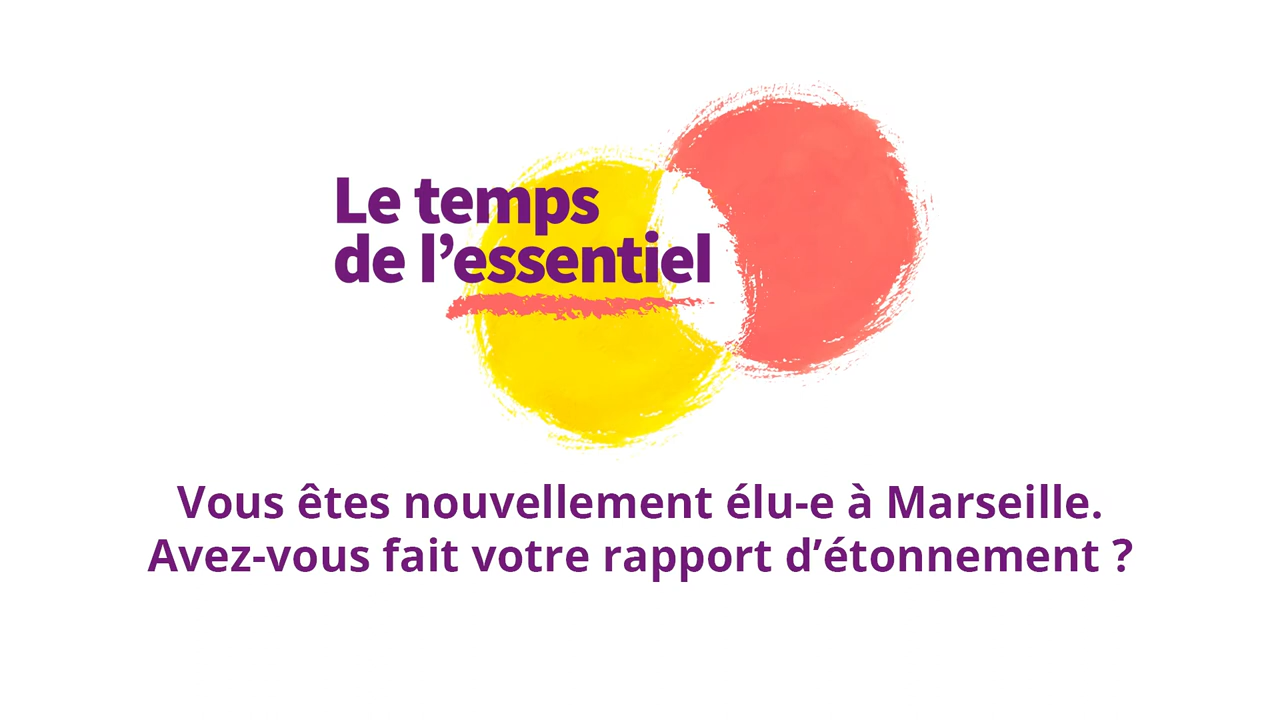 Le temps
de l’essentiel
Vous êtes nouvellement élu-e à Marseille.
Avez-vous fait votre rapport d’étonnement ?